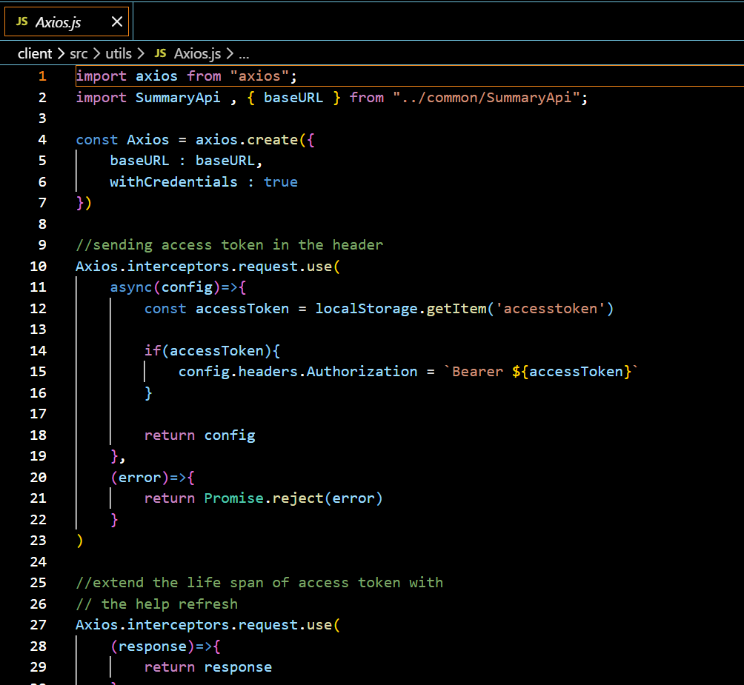 JS Axios.js ×
client > src > utils > JS Axios.js > ...
1 import axios from "axios";
2 import SummaryApi , { baseURL } from "../common/SummaryApi";
3
4 const Axios = axios.create({
5 baseURL : baseURL,
6 withCredentials : true
7 })
8
9 //sending access token in the header
10 Axios.interceptors.request.use(
11 async(config)=>{
12 const accessToken = localStorage.getItem('accesstoken')
13
14 if(accessToken){
15 config.headers.Authorization = `Bearer ${accessToken}`
16 }
17
18 return config
19 },
20 (error)=>{
21 return Promise.reject(error)
22 }
23 )
24
25 //extend the life span of access token with
26 // the help refresh
27 Axios.interceptors.request.use(
28 (response)=>{
29 return response